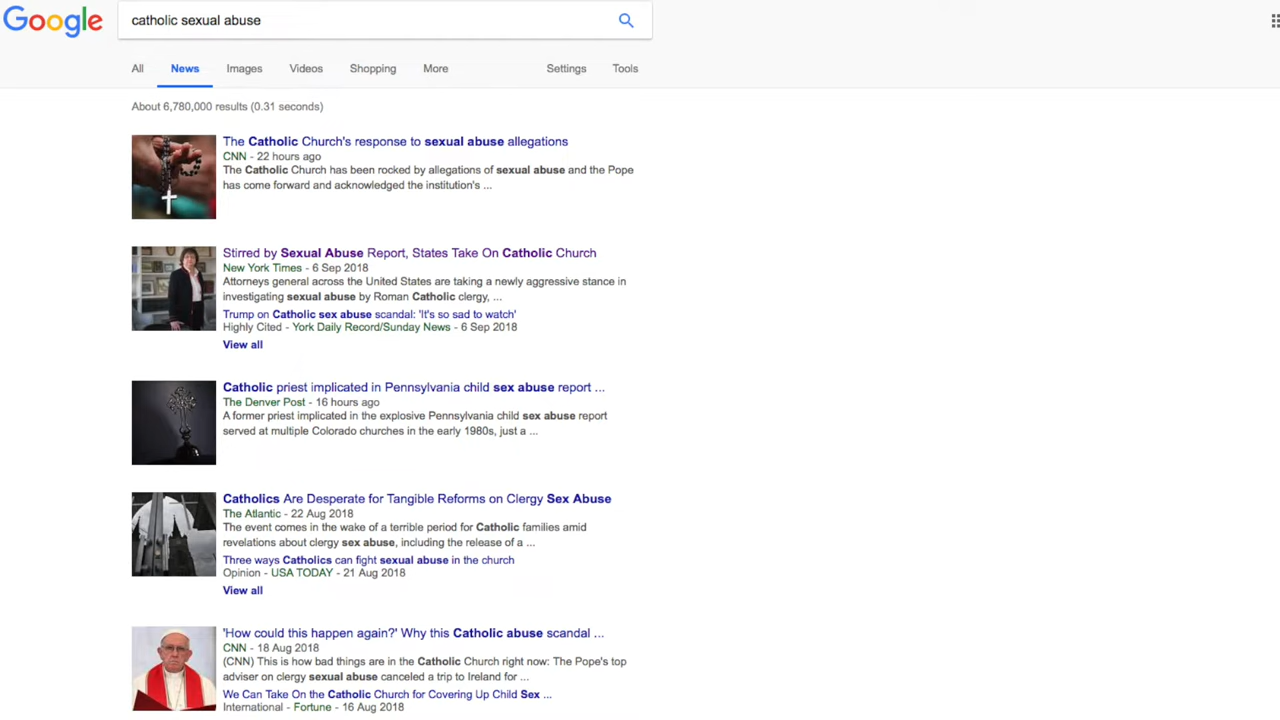 Google
catholic sexual abuse
All News Images Videos Shopping More Settings Tools
About 6,780,000 results (0.31 seconds)
The Catholic Church's response to sexual abuse allegations
CNN - 22 hours ago
The Catholic Church has been rocked by allegations of sexual abuse and the Pope
has come forward and acknowledged the institution's ...
Stirred by Sexual Abuse Report, States Take On Catholic Church
New York Times - 6 Sep 2018
Attorneys general across the United States are taking a newly aggressive stance in
investigating sexual abuse by Roman Catholic clergy, ...
Trump on Catholic sex abuse scandal: 'It's so sad to watch'
Highly Cited - York Daily Record/Sunday News - 6 Sep 2018
View all
Catholic priest implicated in Pennsylvania child sex abuse report ...
The Denver Post - 16 hours ago
A former priest implicated in the explosive Pennsylvania child sex abuse report
served at multiple Colorado churches in the early 1980s, just a ...
Catholics Are Desperate for Tangible Reforms on Clergy Sex Abuse
The Atlantic - 22 Aug 2018
The event comes in the wake of a terrible period for Catholic families amid
revelations about clergy sex abuse, including the release of a ...
Three ways Catholics can fight sexual abuse in the church
Opinion - USA TODAY - 21 Aug 2018
View all
'How could this happen again?' Why this Catholic abuse scandal ...
CNN - 18 Aug 2018
(CNN) This is how bad things are in the Catholic Church right now: The Pope's top
adviser on clergy sexual abuse canceled a trip to Ireland for ...
We Can Take On the Catholic Church for Covering Up Child Sex ...
International - Fortune - 16 Aug 2018